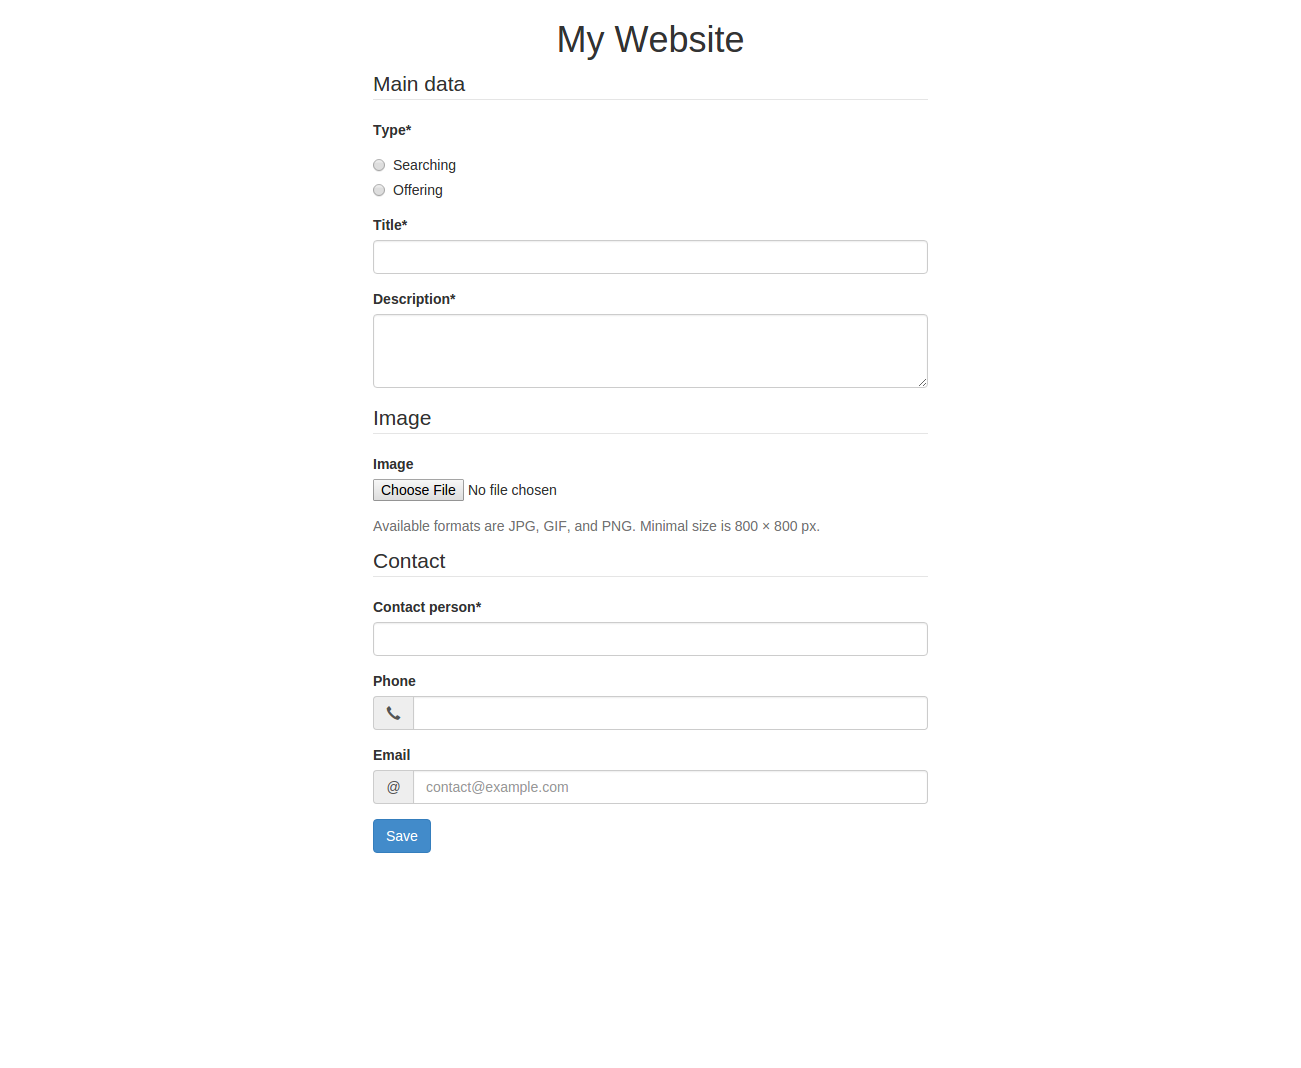 My Website
Main data
Type*
Searching
Offering
Title*
Description*
Image
Image
Choose File No file chosen
Available formats are JPG, GIF, and PNG. Minimal size is 800 × 800 px.
Contact
Contact person*
Phone
Email
@ contact@example.com
Save